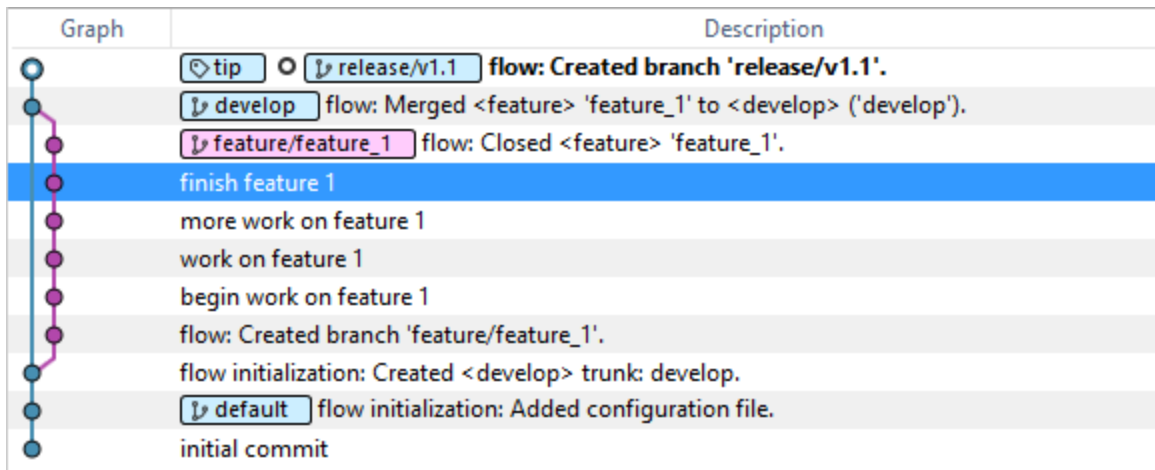 Graph Description
tip release/v1.1 flow: Created branch 'release/v1.1'.
develop flow: Merged <feature> 'feature_1' to <develop> ('develop').
feature/feature_1 flow: Closed <feature> 'feature_1'.
finish feature 1
more work on feature 1
work on feature 1
begin work on feature 1
flow: Created branch 'feature/feature_1'.
flow initialization: Created <develop> trunk: develop.
default flow initialization: Added configuration file.
initial commit